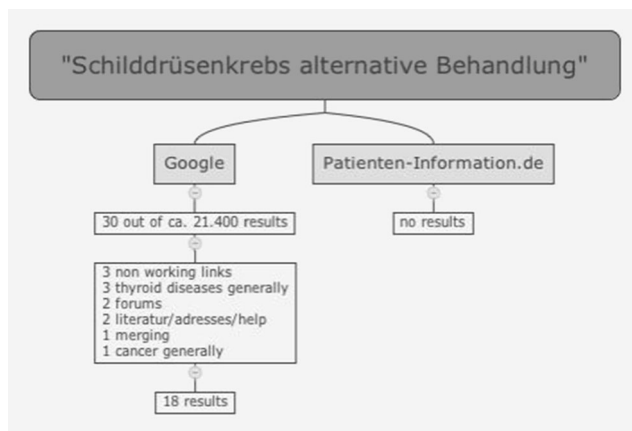 "Schilddrüsenkrebs alternative Behandlung"
Google
Patienten-Information.de
30 out of ca. 21.400 results
no results
3 non working links
3 thyroid diseases generally
2 forums
2 literatur/adresses/help
1 merging
1 cancer generally
18 results